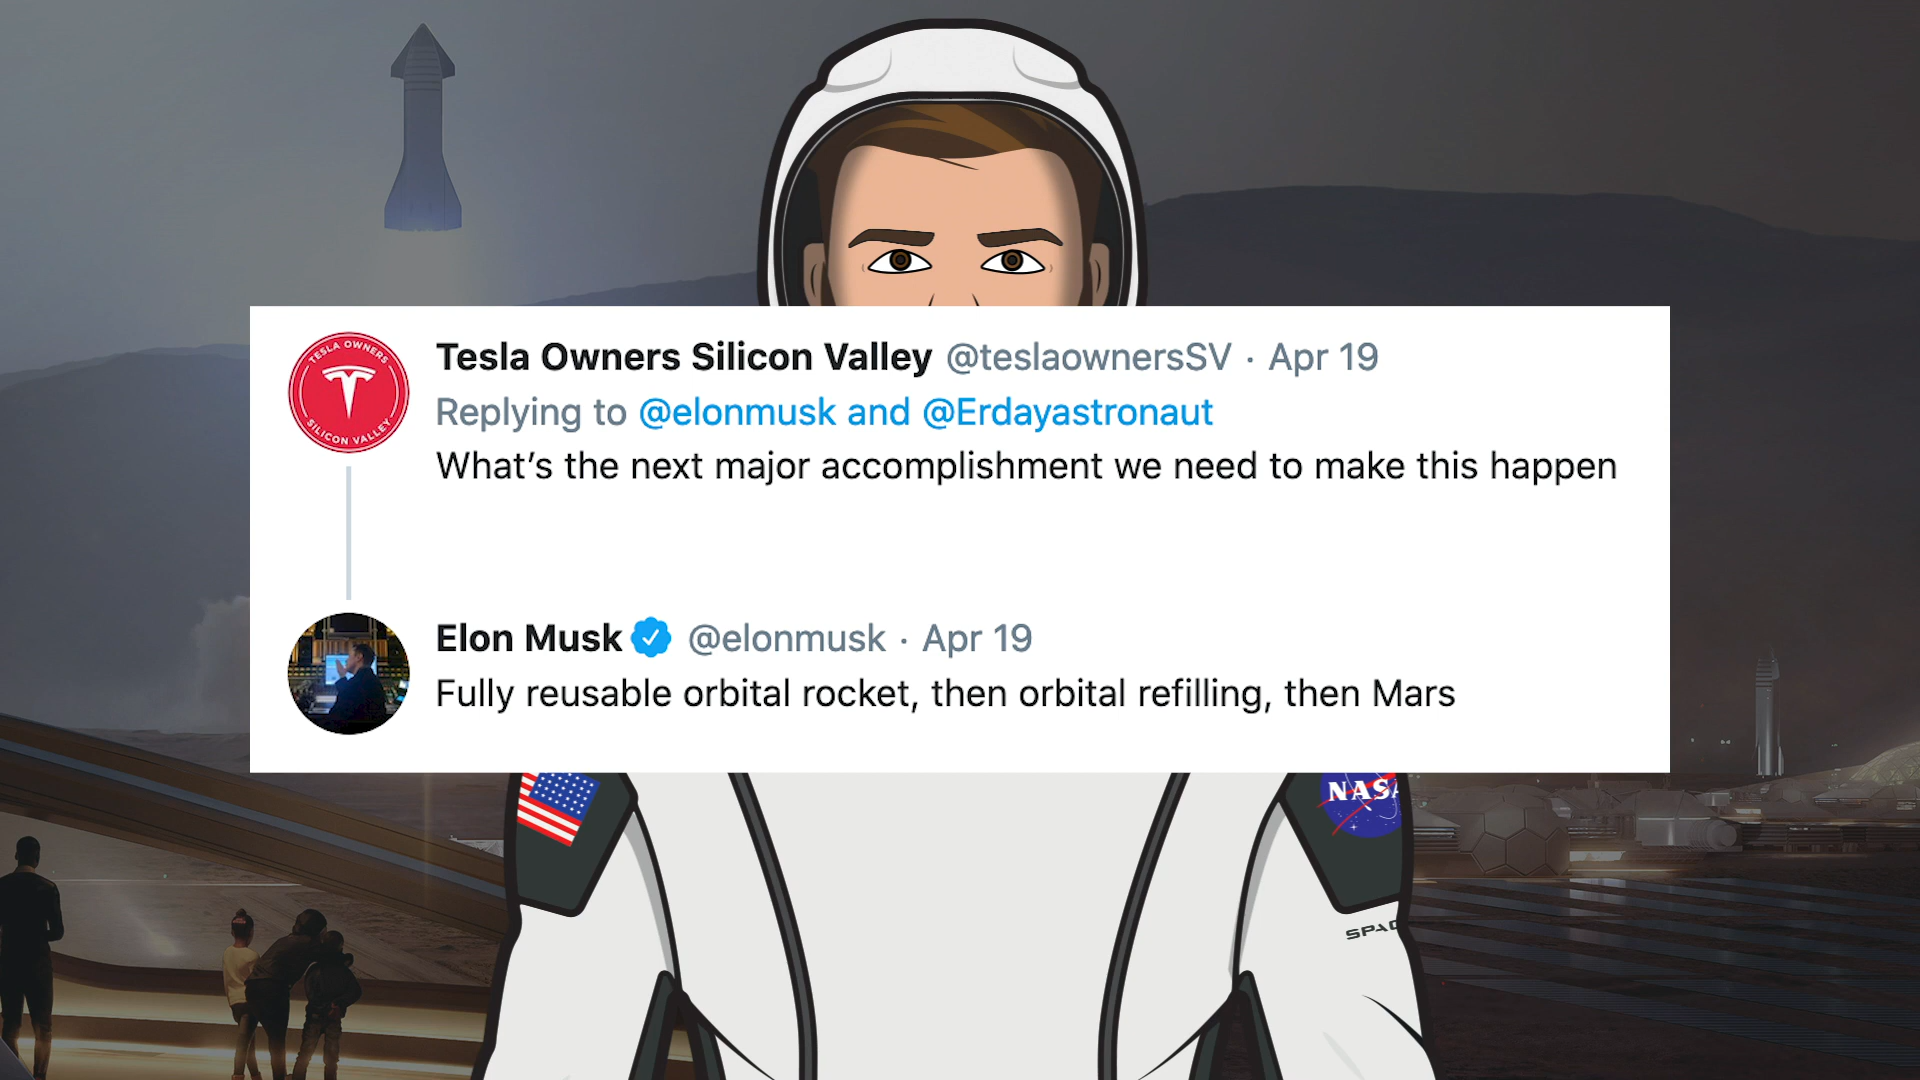 TESLA OWNERS
SILICON VALLEY
Tesla Owners Silicon Valley @teslaownersSV · Apr 19
Replying to @elonmusk and @Erdayastronaut
What’s the next major accomplishment we need to make this happen
Elon Musk @elonmusk · Apr 19
Fully reusable orbital rocket, then orbital refilling, then Mars
NASA
SPAC